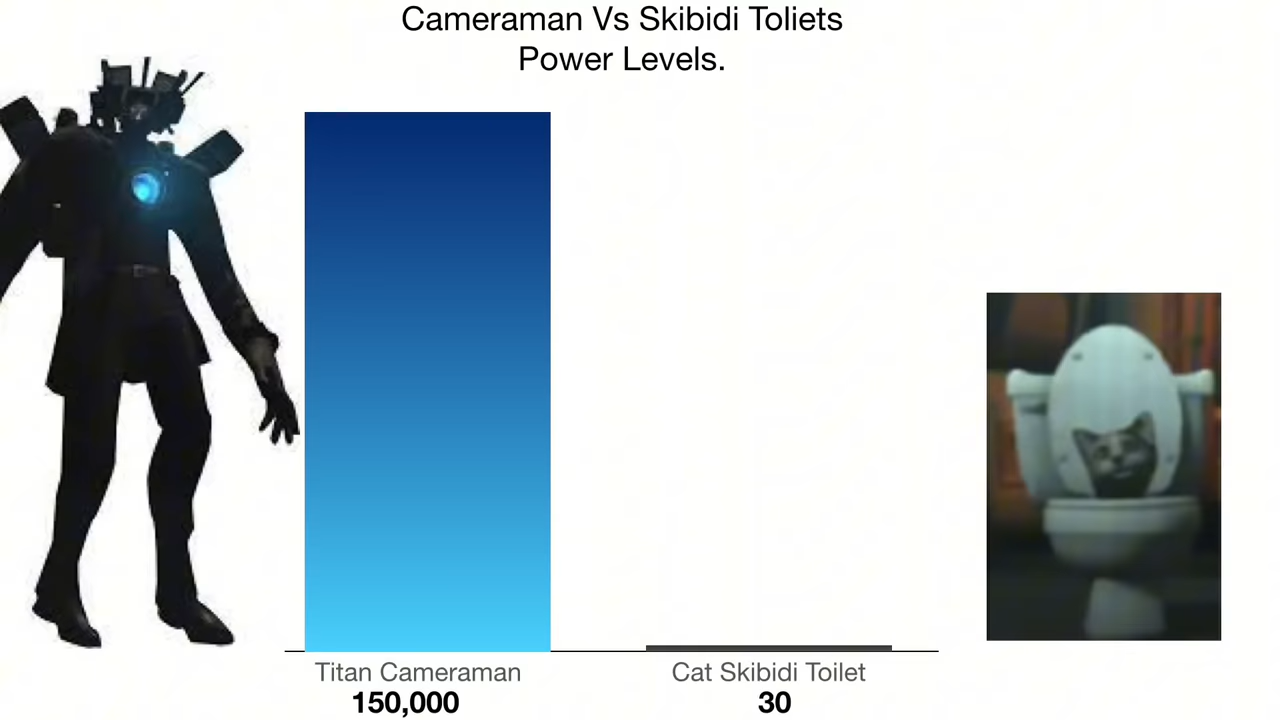 Cameraman Vs Skibidi Toliets
Power Levels.
Titan Cameraman
150,000
Cat Skibidi Toilet
30